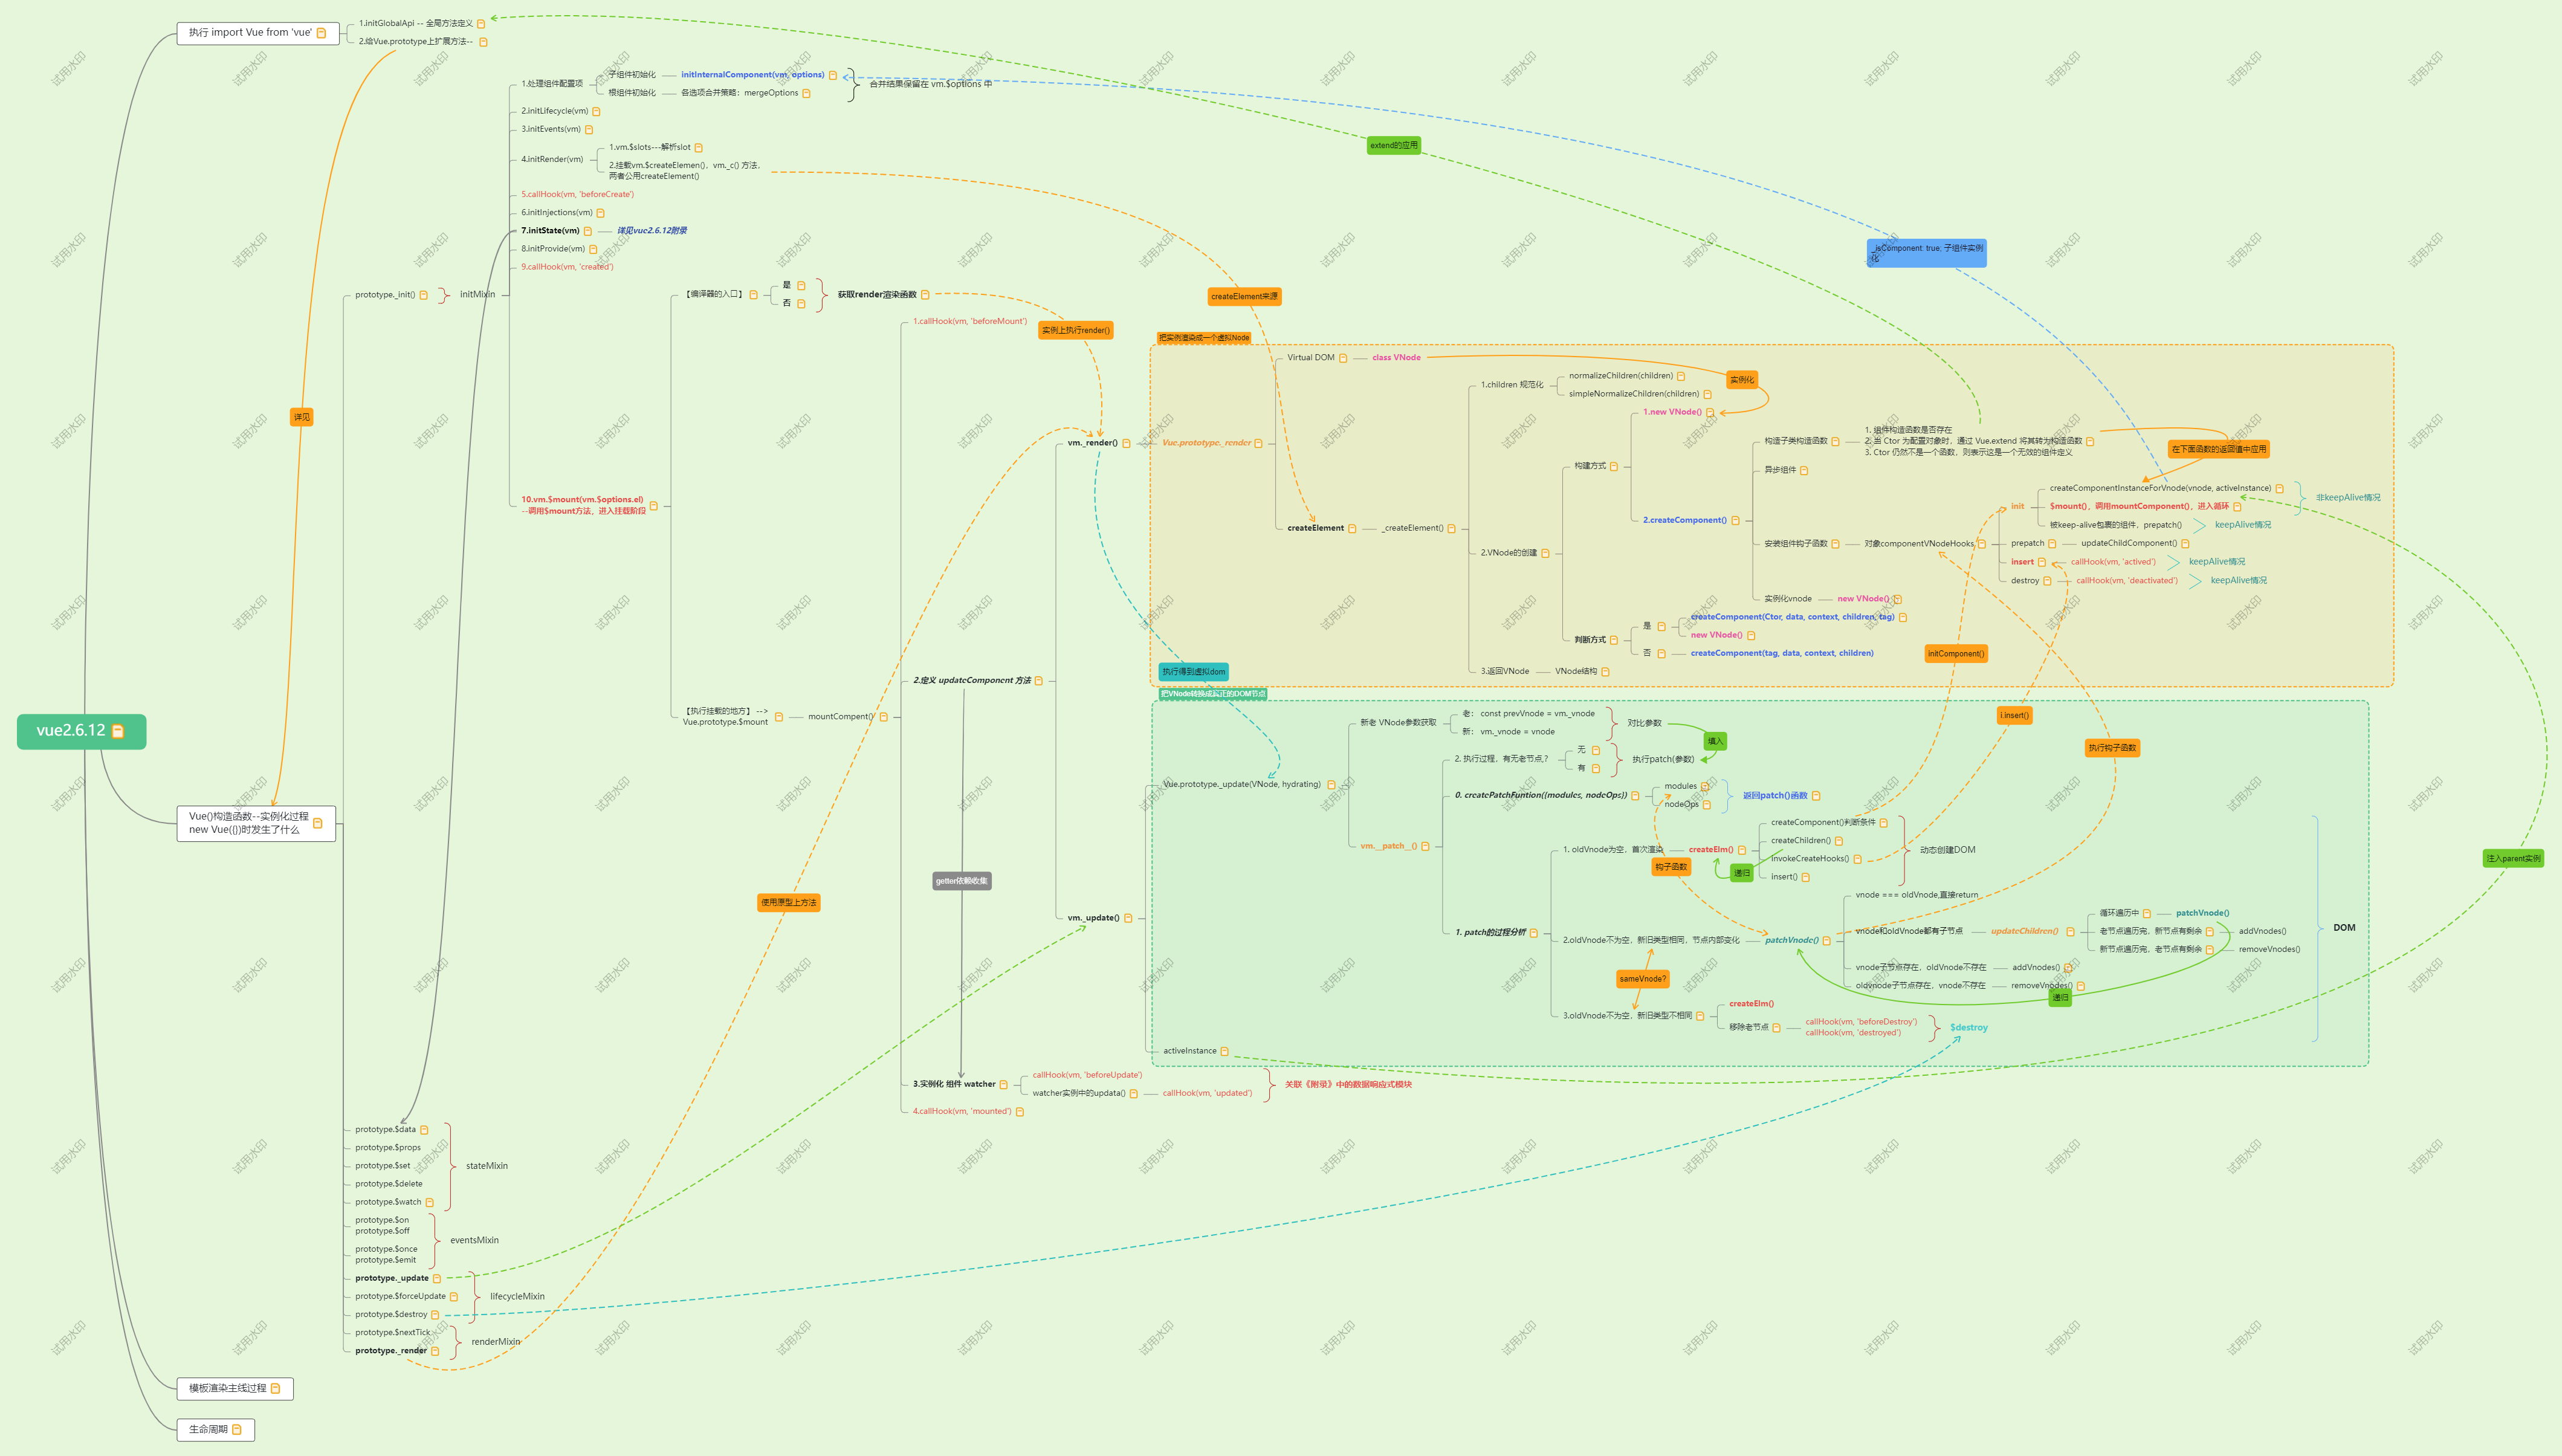 vue2.6.12
执行 import Vue from 'vue'
1.initGlobalApi -- 全局方法定义
2.给Vue.prototype上扩展方法--
详见
Vue()构造函数--实例化过程
new Vue({})时发生了什么
prototype._init()
initMixin
1.处理组件配置项
子组件初始化
initInternalComponent(vm, options)
根组件初始化
各选项合并策略：mergeOptions
合并结果保留在 vm.$options 中
2.initLifecycle(vm)
3.initEvents(vm)
4.initRender(vm)
1.vm.$slots---解析slot
2.挂载vm.$createElemen()，vm._c() 方法，
两者公用createElement()
5.callHook(vm, 'beforeCreate')
6.initInjections(vm)
7.initState(vm)
详见vue2.6.12附录
8.initProvide(vm)
9.callHook(vm, 'created')
10.vm.$mount(vm.$options.el)
--调用$mount方法，进入挂载阶段
【编译器的入口】
是
否
获取render渲染函数
【执行挂载的地方】 -->
Vue.prototype.$mount
mountCompent()
1.callHook(vm, 'beforeMount')
2.定义 updateComponent 方法
vm._render()
实例上执行render()
createElement来源
extend的应用
_isComponent: true, 子组件实例
化
把实例渲染成一个虚拟Node
Vue.prototype._render
Virtual DOM
class VNode
实例化
createElement
_createElement()
1.children 规范化
normalizeChildren(children)
simpleNormalizeChildren(children)
2.VNode的创建
构建方式
1.new VNode()
2.createComponent()
构造子类构造函数
1. 组件构造函数是否存在
2. 当 Ctor 为配置对象时，通过 Vue.extend 将其转为构造函数
3. Ctor 仍然不是一个函数，则表示这是一个无效的组件定义
在下面函数的返回值中应用
异步组件
安装组件钩子函数
对象componentVNodeHooks
init
createComponentInstanceForVnode(vnode, activeInstance)
$mount()，调用mountComponent()，进入循环
非keepAlive情况
被keep-alive包裹的组件，prepatch()
keepAlive情况
prepatch
updateChildComponent()
insert
callHook(vm, 'actived')
keepAlive情况
destroy
callHook(vm, 'deactivated')
keepAlive情况
实例化vnode
new VNode()
判断方式
是
createComponent(Ctor, data, context, children, tag)
new VNode()
否
createComponent(tag, data, context, children)
3.返回VNode
VNode结构
initComponent()
执行得到虚拟dom
把VNode转换成真正的DOM节点
vm._update()
Vue.prototype._update(VNode, hydrating)
新老 VNode参数获取
老： const prevVnode = vm._vnode
新： vm._vnode = vnode
对比参数
填入
vm.__patch__()
2. 执行过程，有无老节点,？
无
有
执行patch(参数)
0. createPatchFuntion({modules, nodeOps})
modules
nodeOps
返回patch()函数
1. patch的过程分析
1. oldVnode为空，首次渲染
createElm()
createComponent()判断条件
createChildren()
invokeCreateHooks()
insert()
动态创建DOM
递归
钩子函数
i.insert()
执行钩子函数
2.oldVnode不为空，新旧类型相同，节点内部变化
patchVnode()
vnode === oldVnode,直接return
vnode和oldVnode都有子节点
updateChildren()
循环遍历中
patchVnode()
老节点遍历完，新节点有剩余
addVnodes()
新节点遍历完，老节点有剩余
removeVnodes()
vnode子节点存在，oldVnode不存在
addVnodes()
oldvnode子节点存在，vnode不存在
removeVnodes()
递归
sameVnode?
3.oldVnode不为空，新旧类型不相同
createElm()
移除老节点
callHook(vm, 'beforeDestroy')
callHook(vm, 'destroyed')
$destroy
DOM
注入parent实例
activeInstance
使用原型上方法
getter依赖收集
3.实例化 组件 watcher
callHook(vm, 'beforeUpdate')
watcher实例中的updata()
callHook(vm, 'updated')
关联《附录》中的数据响应式模块
4.callHook(vm, 'mounted')
prototype.$data
prototype.$props
prototype.$set
prototype.$delete
prototype.$watch
stateMixin
prototype.$on
prototype.$off
prototype.$once
prototype.$emit
eventsMixin
prototype._update
prototype.$forceUpdate
prototype.$destroy
lifecycleMixin
prototype.$nextTick
prototype._render
renderMixin
模板渲染主线过程
生命周期
试用水印